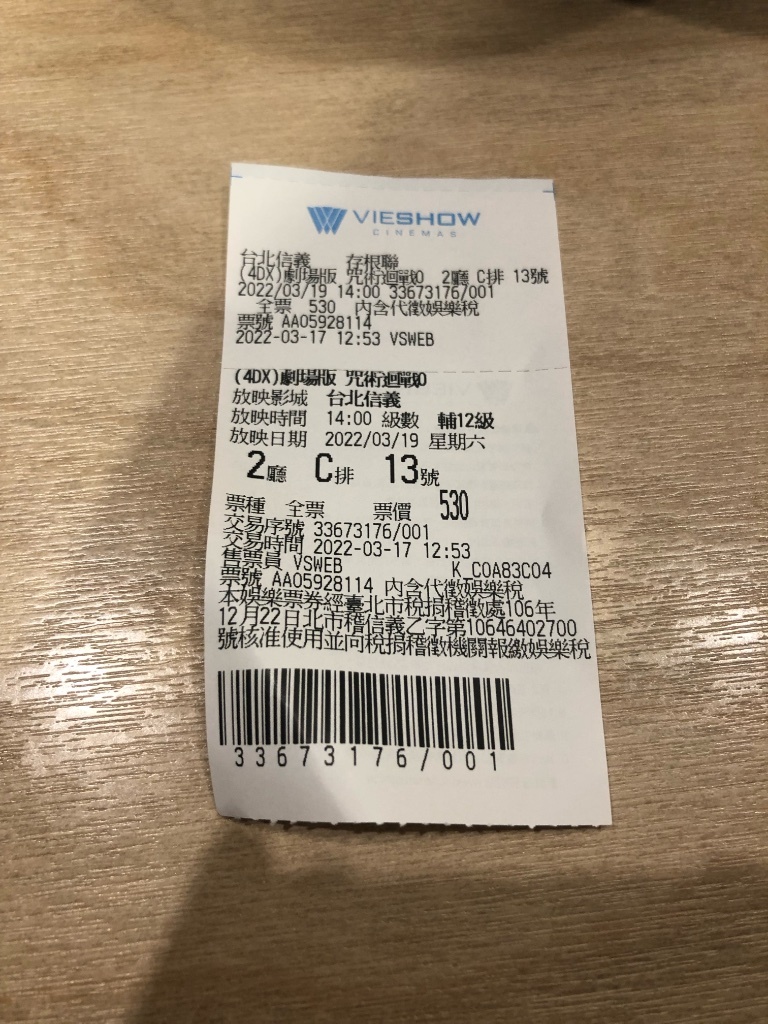 VIESHOW
CINEMAS
台北信義 存根聯
(4DX)劇場版 咒術迴戰0 2廳 C排 13號
2022/03/19 14:00 33673176/001
全票 530 內含代徵娛樂稅
票號 AA05928114
2022-03-17 12:53 VSWEB
(4DX)劇場版 咒術迴戰0
放映影城 台北信義
放映時間 14:00 級數 輔12級
放映日期 2022/03/19 星期六
2廳 C排 13號
票種 全票 票價 530
交易序號 33673176/001
交易時間 2022-03-17 12:53
售票員 VSWEB K_C0A83C04
票號 AA05928114 內含代徵娛樂稅
本娛樂票券經臺北市稅捐稽徵處106年
12月22日北市稽信義乙字第10646402700
號核准使用並向稅捐稽徵機關報繳娛樂稅
33673176/001